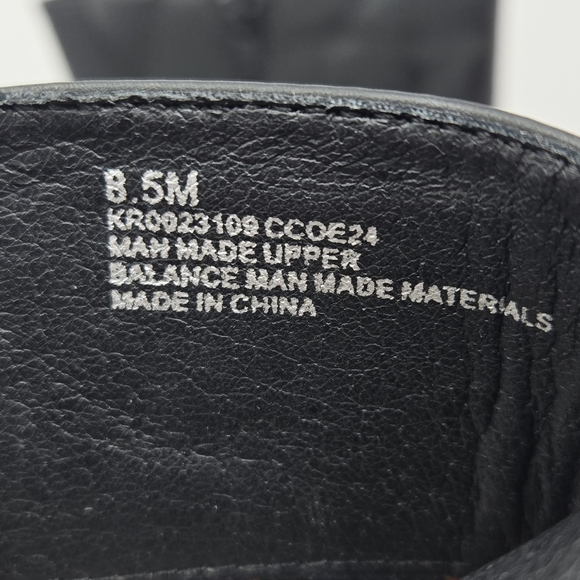 8.5M
KR0023109 CCOE24
MAN MADE UPPER
BALANCE MAN MADE MATERIALS
MADE IN CHINA